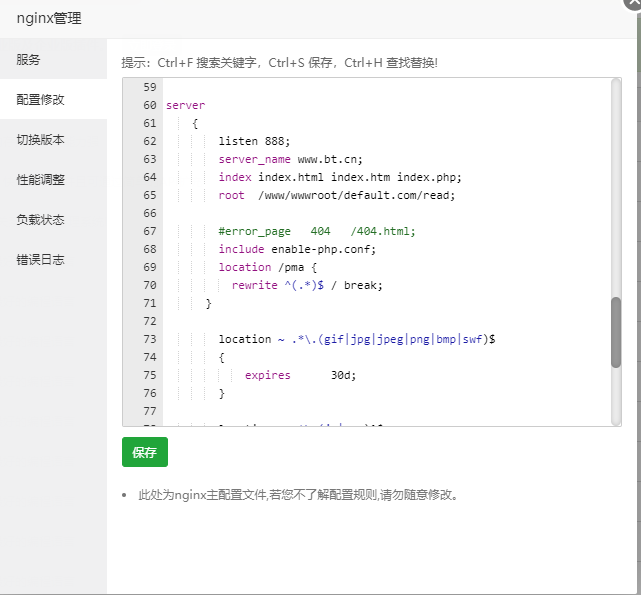 nginx管理
服务
配置修改
切换版本
性能调整
负载状态
错误日志
提示：Ctrl+F 搜索关键字，Ctrl+S 保存，Ctrl+H 查找替换!
59
60 server
61 {
62 listen 888;
63 server_name www.bt.cn;
64 index index.html index.htm index.php;
65 root  /www/wwwroot/default.com/read;
66
67 #error_page   404   /404.html;
68 include enable-php.conf;
69 location /pma {
70 rewrite ^(.*)$ / break;
71 }
72
73 location ~ .*\.(gif|jpg|jpeg|png|bmp|swf)$
74 {
75 expires      30d;
76 }
77
保存
• 此处为nginx主配置文件,若您不了解配置规则,请勿随意修改。